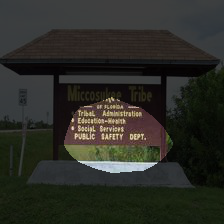 Miccosukee Tribe
OF FLORIDA
Tribal Administration
Education-Health
Social Services
PUBLIC SAFETY DEPT.